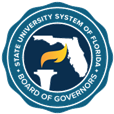 STATE UNIVERSITY SYSTEM OF FLORIDA
BOARD OF GOVERNORS